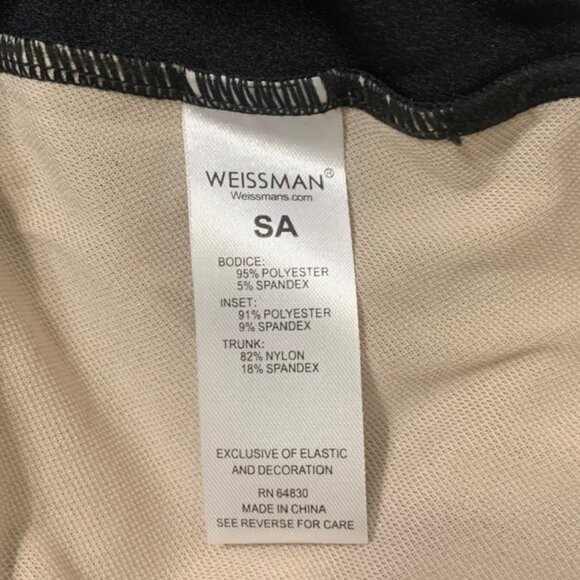 WEISSMAN®
Weissmans.com
SA
BODICE:
95% POLYESTER
5% SPANDEX
INSET:
91% POLYESTER
9% SPANDEX
TRUNK:
82% NYLON
18% SPANDEX
EXCLUSIVE OF ELASTIC
AND DECORATION
RN 64830
MADE IN CHINA
SEE REVERSE FOR CARE